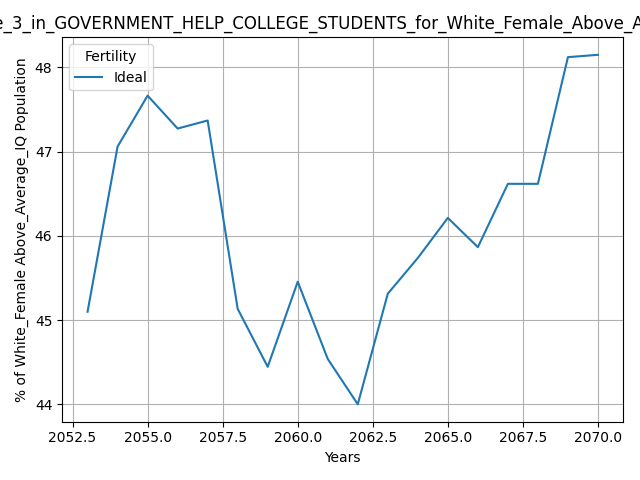 e_3_in_GOVERNMENT_HELP_COLLEGE_STUDENTS_for_White_Female_Above_A
Fertility
Ideal
% of White_Female Above_Average_IQ Population
48
47
46
45
44
2052.5 2055.0 2057.5 2060.0 2062.5 2065.0 2067.5 2070.0
Years